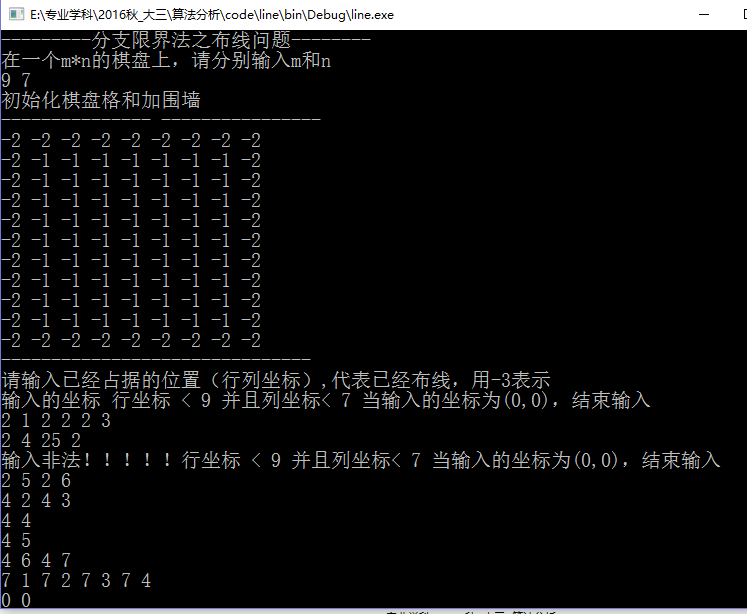 E:\专业学科\2016秋_大三\算法分析\code\line\bin\Debug\line.exe
---------分支限界法之布线问题--------
在一个m*n的棋盘上，请分别输入m和n
9 7
初始化棋盘格和加围墙
--------------- ----------------
-2 -2 -2 -2 -2 -2 -2 -2 -2
-2 -1 -1 -1 -1 -1 -1 -1 -2
-2 -1 -1 -1 -1 -1 -1 -1 -2
-2 -1 -1 -1 -1 -1 -1 -1 -2
-2 -1 -1 -1 -1 -1 -1 -1 -2
-2 -1 -1 -1 -1 -1 -1 -1 -2
-2 -1 -1 -1 -1 -1 -1 -1 -2
-2 -1 -1 -1 -1 -1 -1 -1 -2
-2 -1 -1 -1 -1 -1 -1 -1 -2
-2 -1 -1 -1 -1 -1 -1 -1 -2
-2 -2 -2 -2 -2 -2 -2 -2 -2
-------------------------------
请输入已经占据的位置（行列坐标）,代表已经布线，用-3表示
输入的坐标 行坐标 < 9 并且列坐标< 7 当输入的坐标为(0,0)，结束输入
2 1 2 2 2 3
2 4 25 2
输入非法！！！！！行坐标 < 9 并且列坐标< 7 当输入的坐标为(0,0)，结束输入
2 5 2 6
4 2 4 3
4 4
4 5
4 6 4 7
7 1 7 2 7 3 7 4
0 0